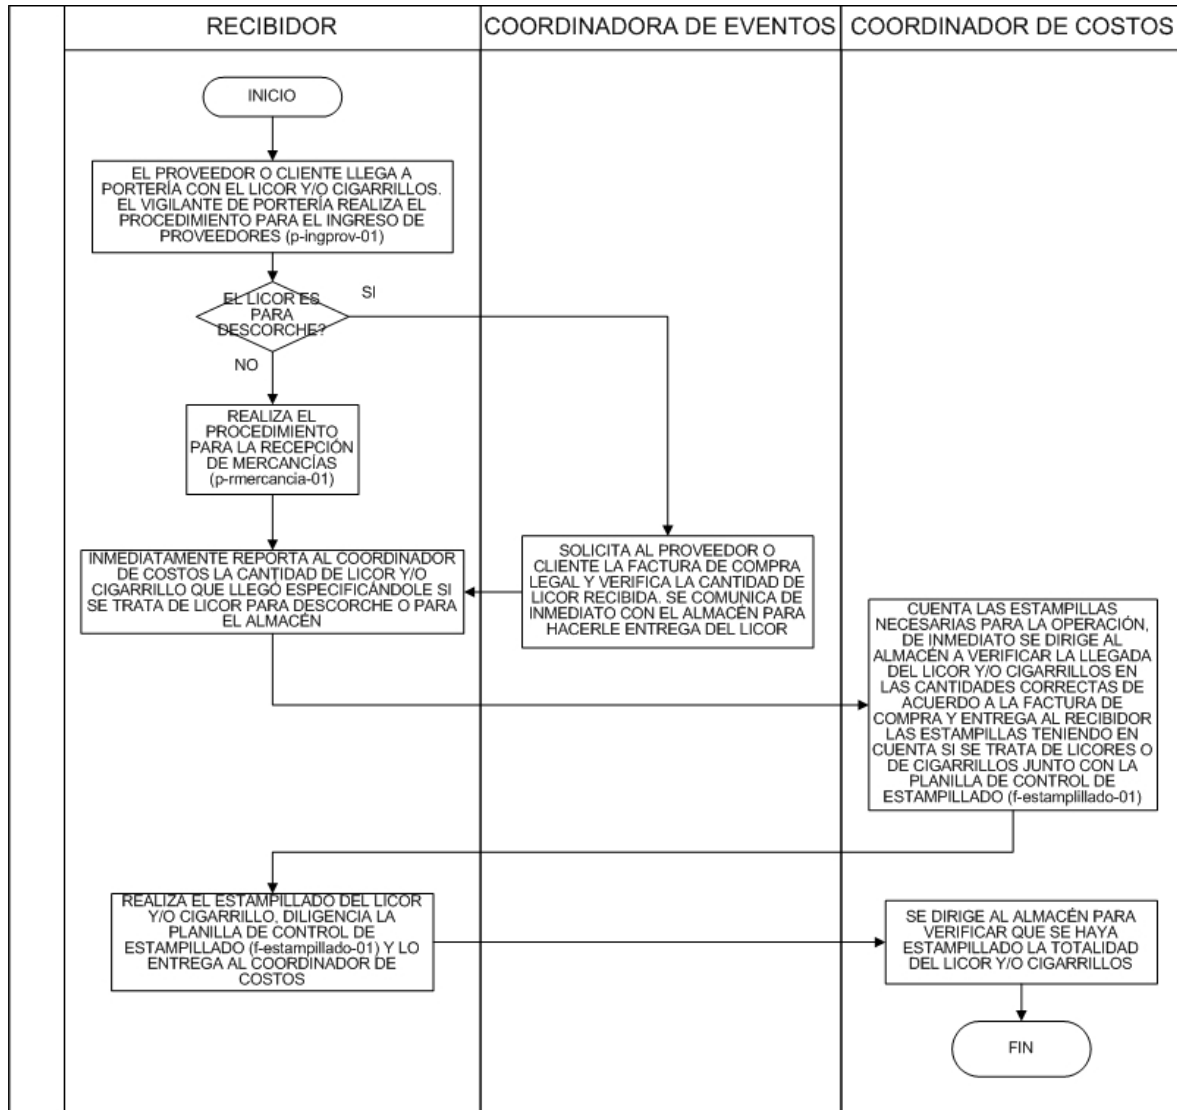 RECIBIDOR
COORDINADORA DE EVENTOS
COORDINADOR DE COSTOS
INICIO
EL PROVEEDOR O CLIENTE LLEGA A
PORTERÍA CON EL LICOR Y/O CIGARRILLOS.
EL VIGILANTE DE PORTERÍA REALIZA EL
PROCEDIMIENTO PARA EL INGRESO DE
PROVEEDORES (p-ingprov-01)
EL LICOR ES
PARA
DESCORCHE?
SI
NO
REALIZA EL
PROCEDIMIENTO
PARA LA RECEPCIÓN
DE MERCANCÍAS
(p-rmercancia-01)
INMEDIATAMENTE REPORTA AL COORDINADOR
DE COSTOS LA CANTIDAD DE LICOR Y/O
CIGARRILLO QUE LLEGÓ ESPECIFICÁNDOLE SI
SE TRATA DE LICOR PARA DESCORCHE O PARA
EL ALMACÉN
SOLICITA AL PROVEEDOR O
CLIENTE LA FACTURA DE COMPRA
LEGAL Y VERIFICA LA CANTIDAD DE
LICOR RECIBIDA. SE COMUNICA DE
INMEDIATO CON EL ALMACÉN PARA
HACERLE ENTREGA DEL LICOR
CUENTA LAS ESTAMPILLAS
NECESARIAS PARA LA OPERACIÓN,
DE INMEDIATO SE DIRIGE AL
ALMACÉN A VERIFICAR LA LLEGADA
DEL LICOR Y/O CIGARRILLOS EN
LAS CANTIDADES CORRECTAS DE
ACUERDO A LA FACTURA DE
COMPRA Y ENTREGA AL RECIBIDOR
LAS ESTAMPILLAS TENIENDO EN
CUENTA SI SE TRATA DE LICORES O
DE CIGARRILLOS JUNTO CON LA
PLANILLA DE CONTROL DE
ESTAMPILLADO (f-estamplillado-01)
REALIZA EL ESTAMPILLADO DEL LICOR
Y/O CIGARRILLO, DILIGENCIA LA
PLANILLA DE CONTROL DE
ESTAMPILLADO (f-estampillado-01) Y LO
ENTREGA AL COORDINADOR DE
COSTOS
SE DIRIGE AL ALMACÉN PARA
VERIFICAR QUE SE HAYA
ESTAMPILLADO LA TOTALIDAD
DEL LICOR Y/O CIGARRILLOS
FIN